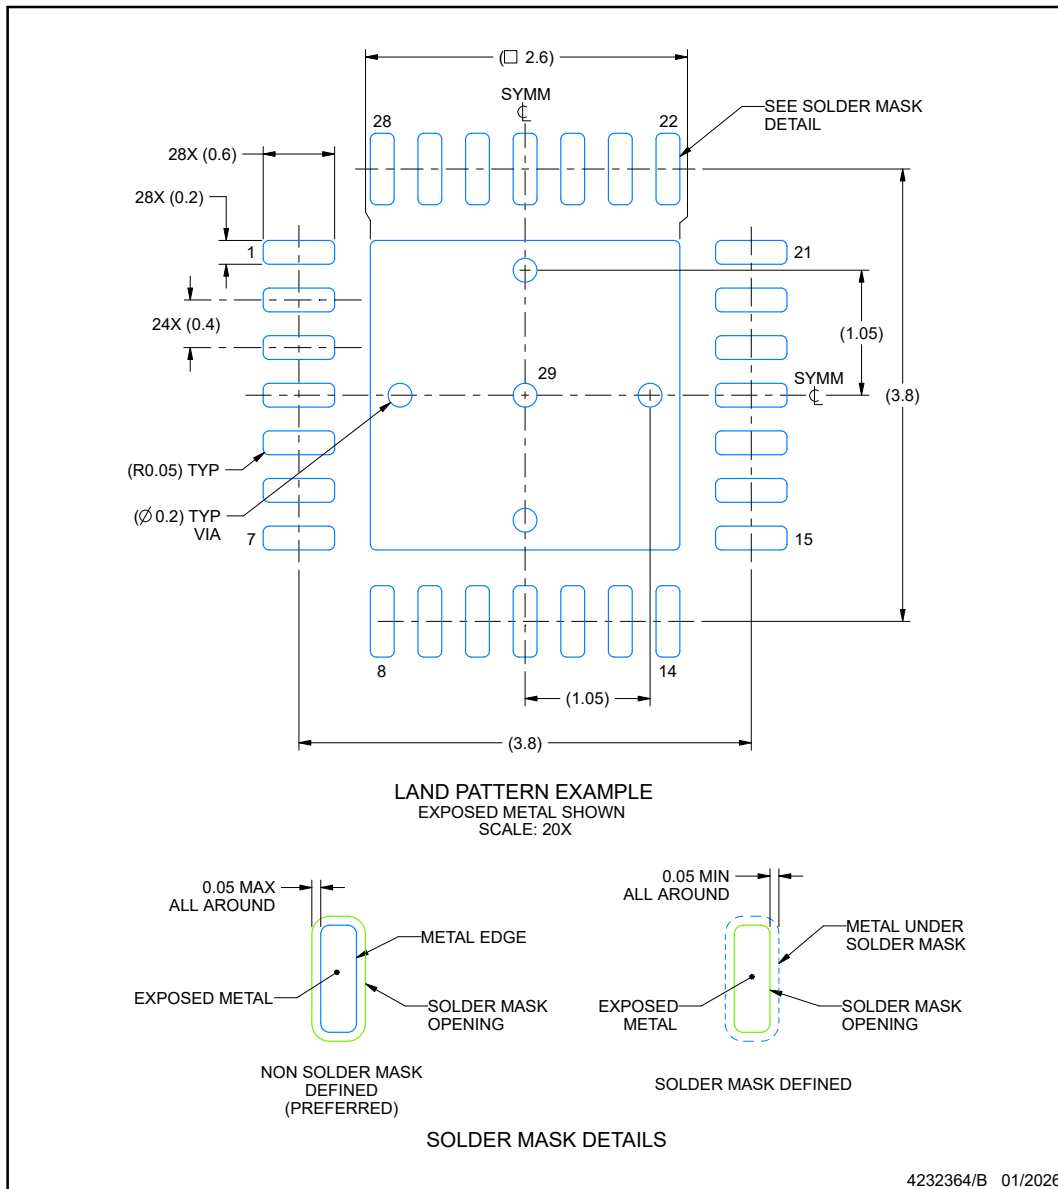 (□ 2.6)
SYMM
℄
28
22
SEE SOLDER MASK
DETAIL
28X (0.6)
28X (0.2)
1
21
24X (0.4)
(1.05)
29
SYMM
℄
(3.8)
(R0.05) TYP
(Ø 0.2) TYP
VIA
7
15
8
14
(1.05)
(3.8)
LAND PATTERN EXAMPLE
EXPOSED METAL SHOWN
SCALE: 20X
0.05 MAX
ALL AROUND
METAL EDGE
EXPOSED METAL
SOLDER MASK
OPENING
NON SOLDER MASK
DEFINED
(PREFERRED)
0.05 MIN
ALL AROUND
METAL UNDER
SOLDER MASK
EXPOSED
METAL
SOLDER MASK
OPENING
SOLDER MASK DEFINED
SOLDER MASK DETAILS
4232364/B 01/2026